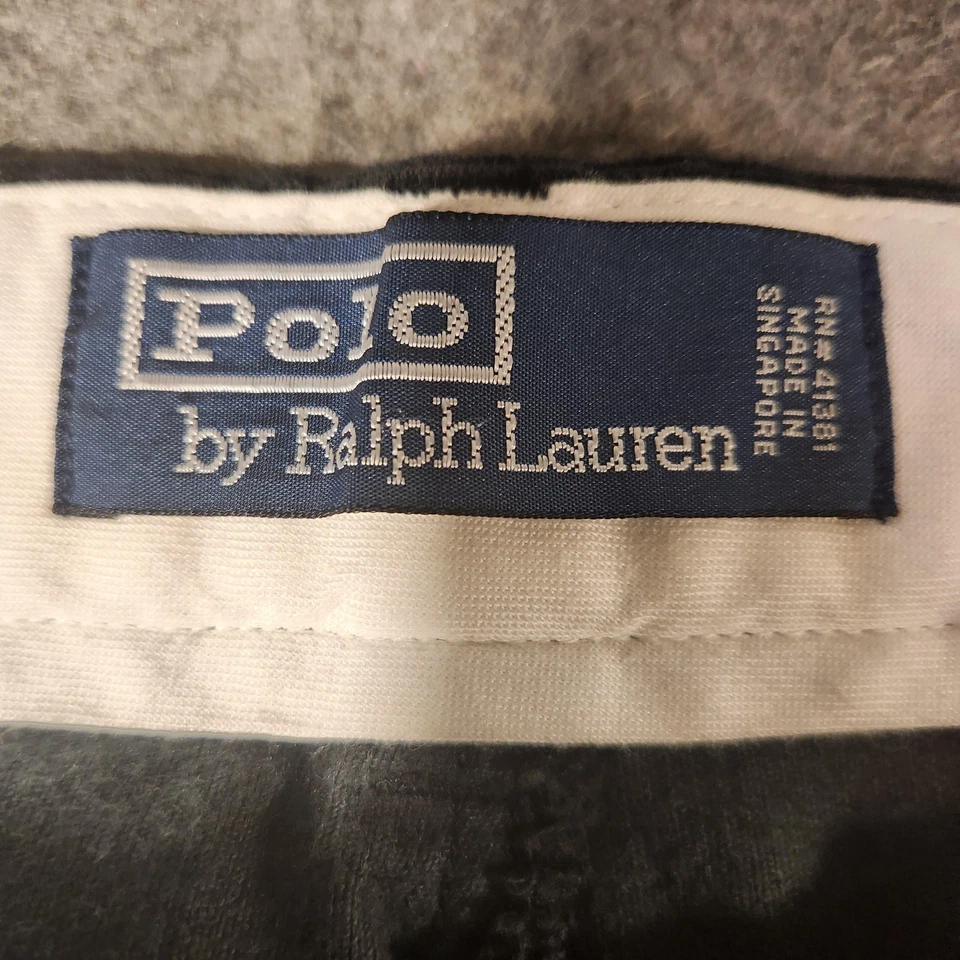 Polo
by Ralph Lauren
RN# 41381
MADE IN
SINGAPORE